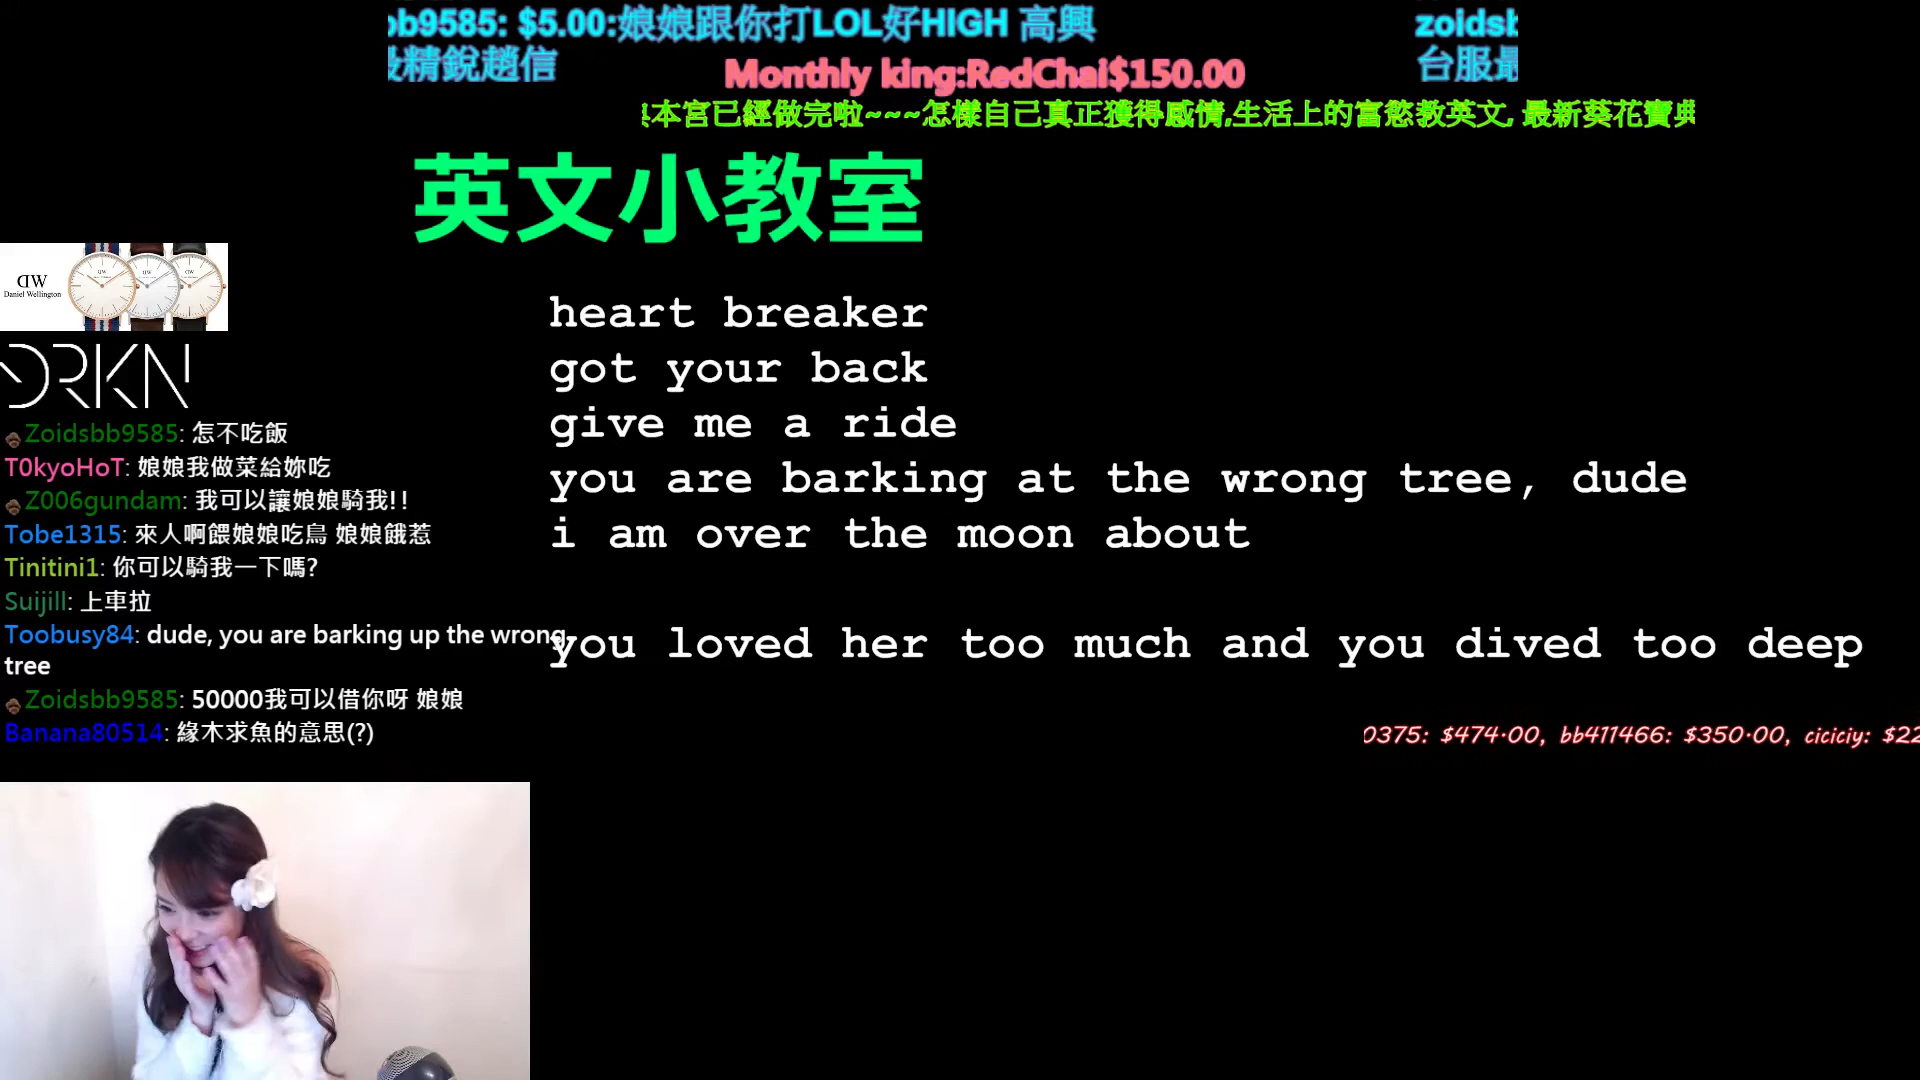 bb9585: $5.00:娘娘跟你打LOL好HIGH 高興
zoidsb
精銳趙信
台服最
Monthly king:RedChai$150.00
本宮已經做完啦~~~怎樣自己真正獲得感情,生活上的富慾教英文, 最新葵花寶典
英文小教室
heart breaker
got your back
give me a ride
you are barking at the wrong tree, dude
i am over the moon about
you loved her too much and you dived too deep
DW
Daniel Wellington
DRKN
Zoidsbb9585: 怎不吃飯
T0kyoHoT: 娘娘我做菜給妳吃
Z006gundam: 我可以讓娘娘騎我!!
Tobe1315: 來人啊餵娘娘吃鳥 娘娘餓惹
Tinitini1: 你可以騎我一下嗎?
Suijill: 上車拉
Toobusy84: dude, you are barking up the wrong
tree
Zoidsbb9585: 50000我可以借你呀 娘娘
Banana80514: 緣木求魚的意思(?)
0375: $474.00, bb411466: $350.00, ciciciy: $22